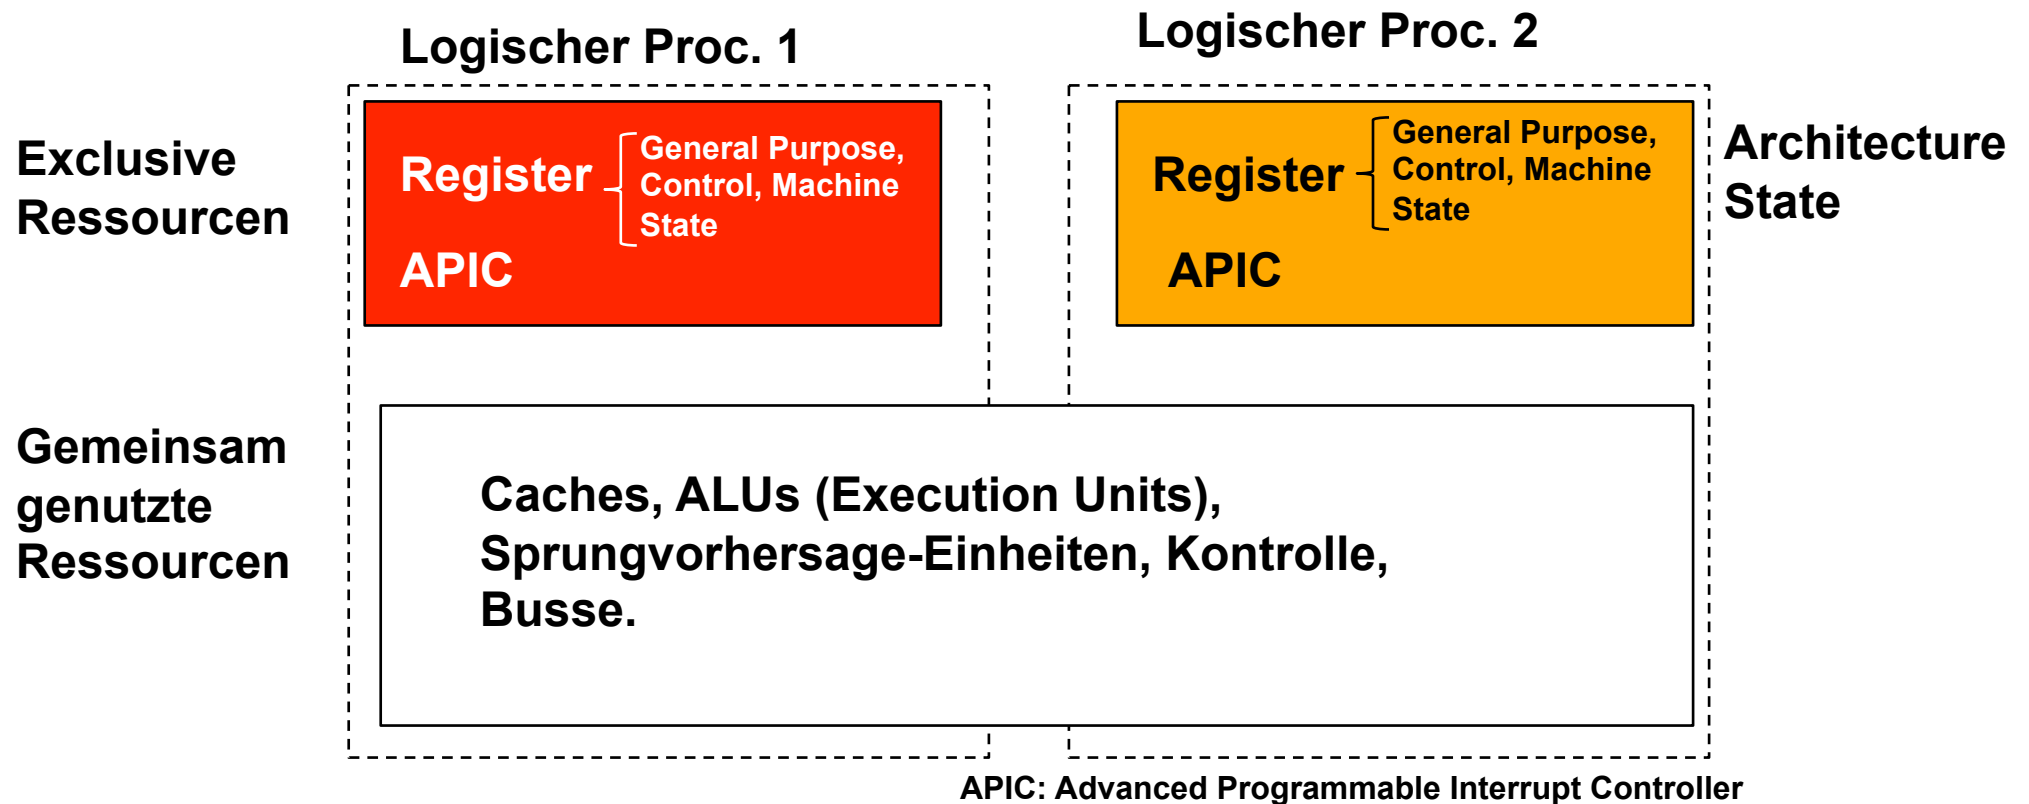 Logischer Proc. 1
Logischer Proc. 2
Exclusive
Ressourcen
Register
General Purpose,
Control, Machine
State
APIC
Register
General Purpose,
Control, Machine
State
APIC
Architecture
State
Gemeinsam
genutzte
Ressourcen
Caches, ALUs (Execution Units),
Sprungvorhersage-Einheiten, Kontrolle,
Busse.
APIC: Advanced Programmable Interrupt Controller